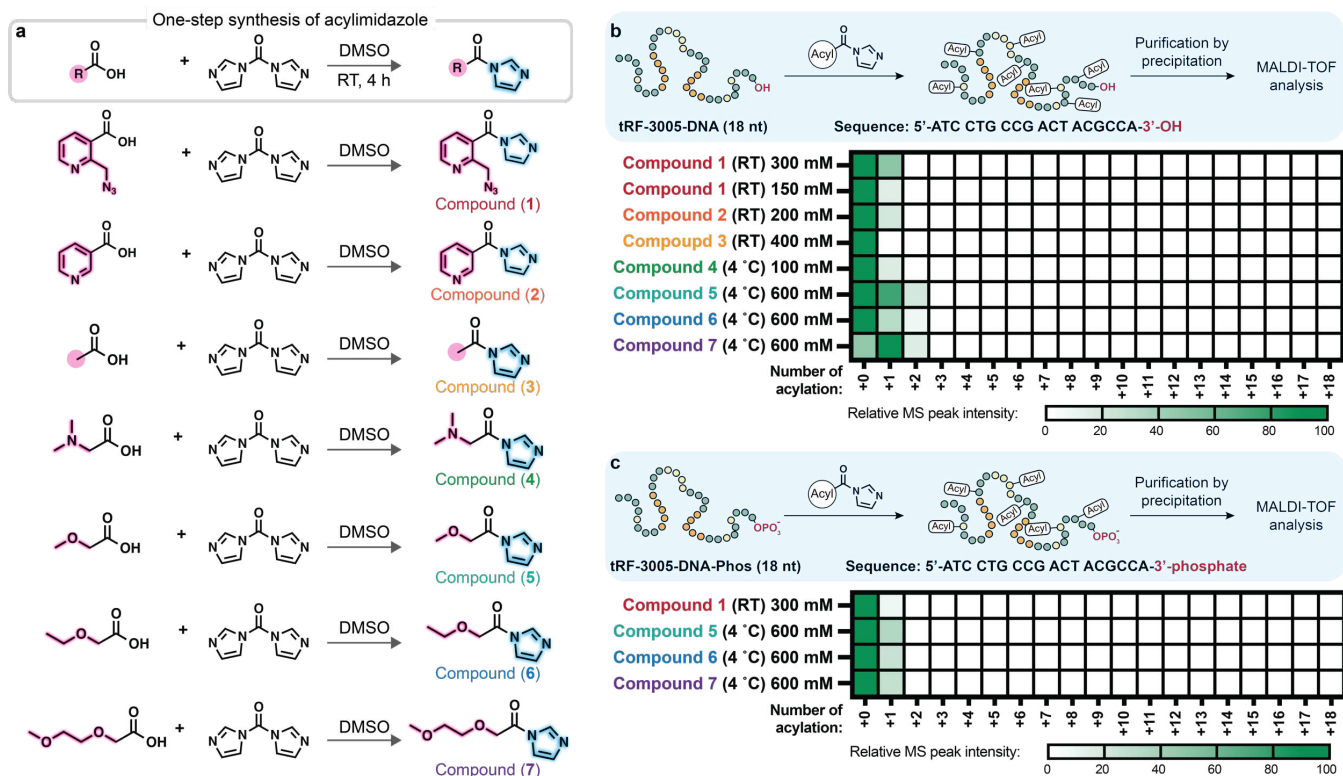 a
One-step synthesis of acylimidazole
R
O
OH
+
O
N N N N
DMSO
RT, 4 h
O
R N N
O
OH
N
N3
+
O
N N N N
DMSO
O
N N
N
N3
Compound (1)
O
OH
N
+
O
N N N N
DMSO
O
N N
N
Comopound (2)
O
OH
+
O
N N N N
DMSO
O
N N
Compound (3)
N
O
OH
+
O
N N N N
DMSO
N
O
N N
Compound (4)
O
O
OH
+
O
N N N N
DMSO
O
O
N N
Compound (5)
O
O
OH
+
O
N N N N
DMSO
O
O
N N
Compound (6)
O O
O
OH
+
O
N N N N
DMSO
O O
O
N N
Compound (7)
b
OH
Acyl
O
N N
Acyl Acyl Acyl Acyl Acyl Acyl
OH
Purification by
precipitation
MALDI-TOF
analysis
tRF-3005-DNA (18 nt)
Sequence: 5'-ATC CTG CCG ACT ACGCCA-3'-OH
Compound 1 (RT) 300 mM
Compound 1 (RT) 150 mM
Compound 2 (RT) 200 mM
Compoupd 3 (RT) 400 mM
Compound 4 (4 ˚C) 100 mM
Compound 5 (4 ˚C) 600 mM
Compound 6 (4 ˚C) 600 mM
Compound 7 (4 ˚C) 600 mM
Number of
acylation:
+0 +1 +2 +3 +4 +5 +6 +7 +8 +9 +10 +11 +12 +13 +14 +15 +16 +17 +18
Relative MS peak intensity:
0 20 40 60 80 100
c
OPO3-
Acyl
O
N N
Acyl Acyl Acyl Acyl Acyl Acyl
OPO3-
Purification by
precipitation
MALDI-TOF
analysis
tRF-3005-DNA-Phos (18 nt)
Sequence: 5'-ATC CTG CCG ACT ACGCCA-3'-phosphate
Compound 1 (RT) 300 mM
Compound 5 (4 ˚C) 600 mM
Compound 6 (4 ˚C) 600 mM
Compound 7 (4 ˚C) 600 mM
Number of
acylation:
+0 +1 +2 +3 +4 +5 +6 +7 +8 +9 +10 +11 +12 +13 +14 +15 +16 +17 +18
Relative MS peak intensity:
0 20 40 60 80 100